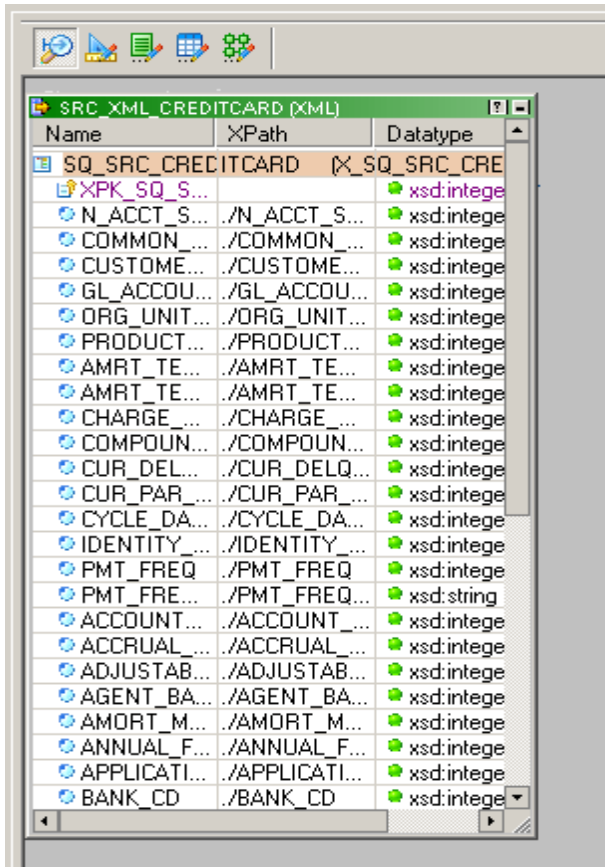 SRC_XML_CREDITCARD (XML)
Name XPath Datatype
SQ_SRC_CREDITCARD (X_SQ_SRC_CRE
XPK_SQ_S... xsd:intege
N_ACCT_S... ./N_ACCT_S... xsd:intege
COMMON_... ./COMMON_... xsd:intege
CUSTOME... ./CUSTOME... xsd:intege
GL_ACCOU... ./GL_ACCOU... xsd:intege
ORG_UNIT... ./ORG_UNIT... xsd:intege
PRODUCT... ./PRODUCT... xsd:intege
AMRT_TE... ./AMRT_TE... xsd:intege
AMRT_TE... ./AMRT_TE... xsd:intege
CHARGE_... ./CHARGE_... xsd:intege
COMPOUN... ./COMPOUN... xsd:intege
CUR_DEL... ./CUR_DELQ... xsd:intege
CUR_PAR_... ./CUR_PAR_... xsd:intege
CYCLE_DA... ./CYCLE_DA... xsd:intege
IDENTITY_... ./IDENTITY_... xsd:intege
PMT_FREQ ./PMT_FREQ xsd:intege
PMT_FRE... ./PMT_FREQ... xsd:string
ACCOUNT... ./ACCOUNT_... xsd:intege
ACCRUAL_... ./ACCRUAL_... xsd:intege
ADJUSTAB... ./ADJUSTAB... xsd:intege
AGENT_BA... ./AGENT_BA... xsd:intege
AMORT_M... ./AMORT_M... xsd:intege
ANNUAL_F... ./ANNUAL_F... xsd:intege
APPLICATI... ./APPLICATI... xsd:intege
BANK_CD ./BANK_CD xsd:intege